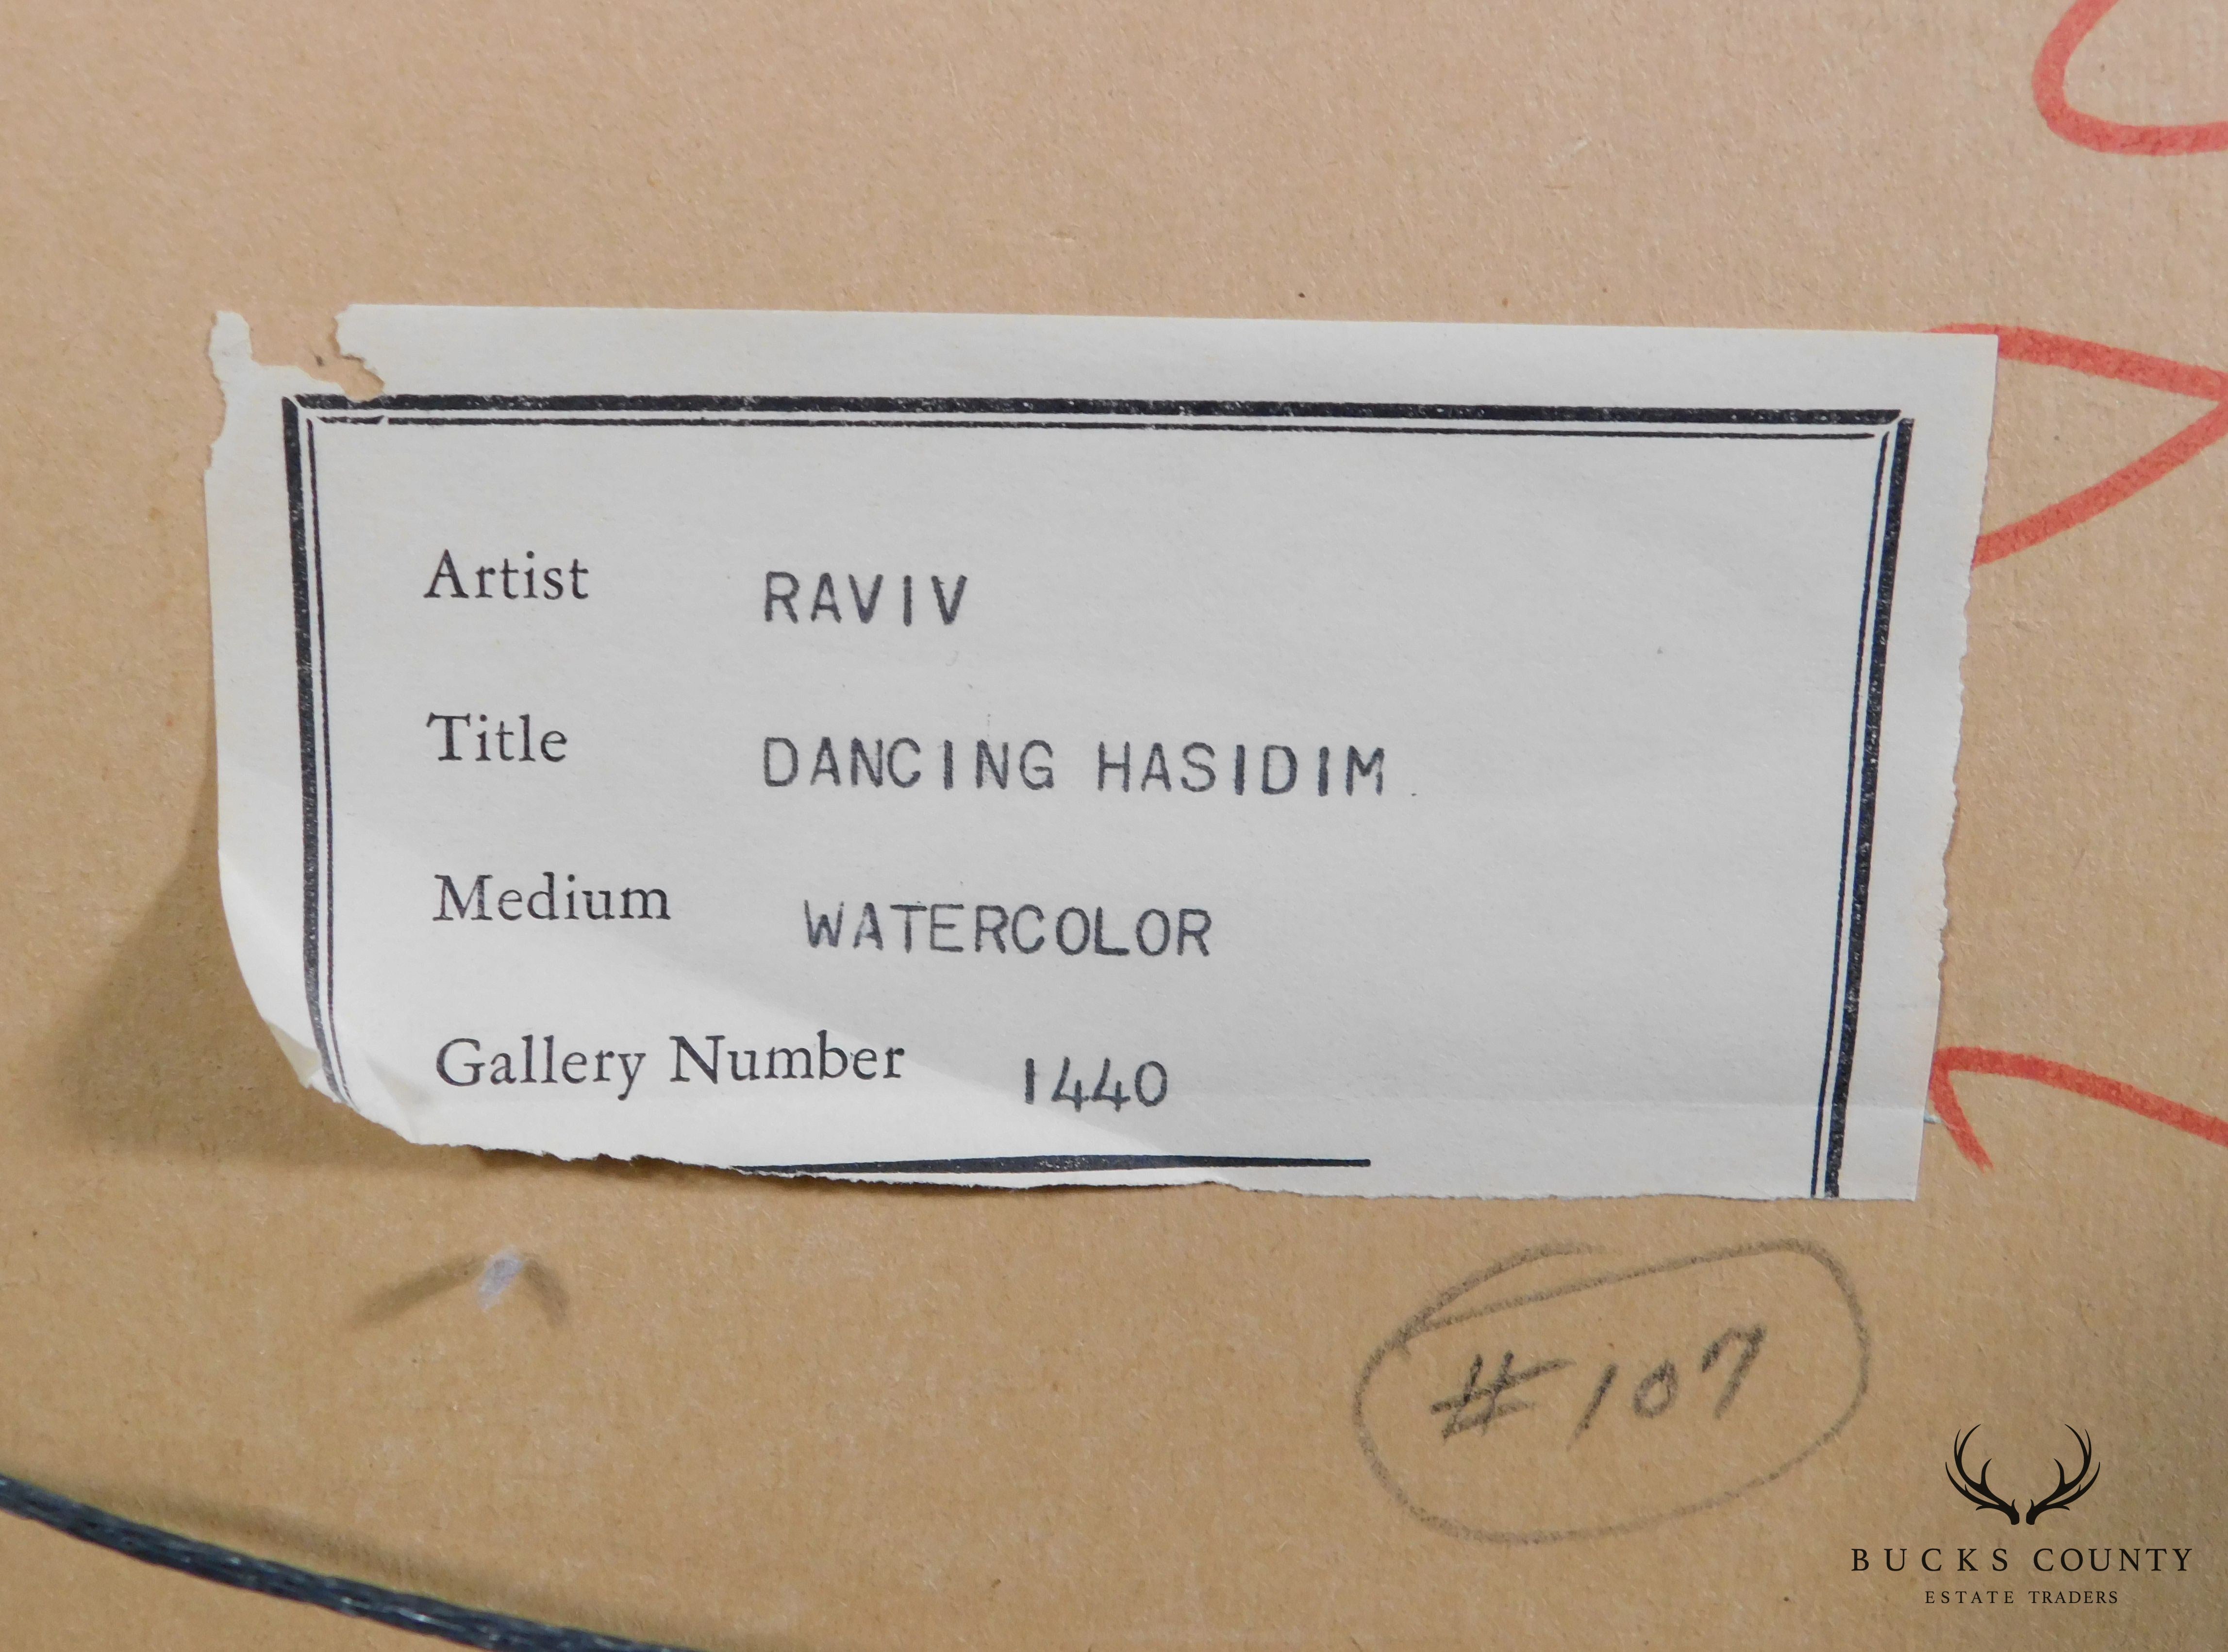 Artist RAVIV
Title DANCING HASIDIM.
Medium WATERCOLOR
Gallery Number 1440
#107
BUCKS COUNTY
ESTATE TRADERS